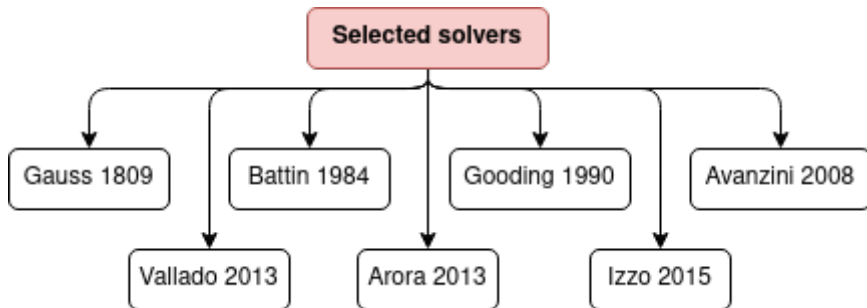 Selected solvers
Gauss 1809
Battin 1984
Gooding 1990
Avanzini 2008
Vallado 2013
Arora 2013
Izzo 2015